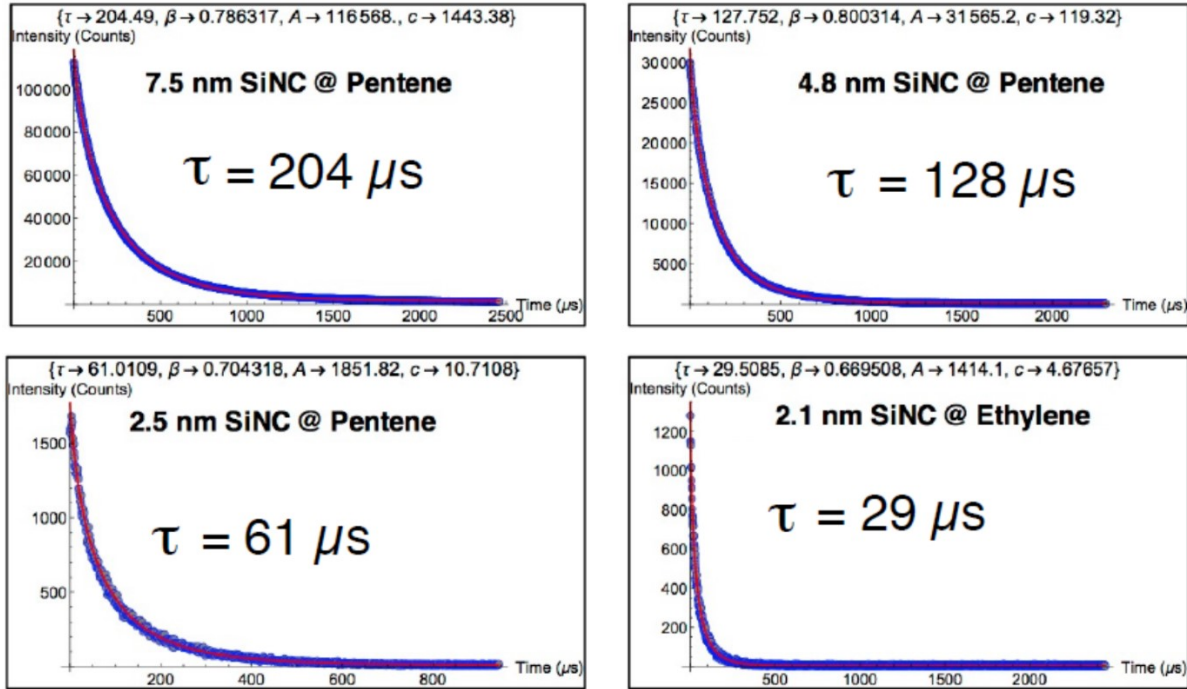 {τ→204.49, β→0.786317, A→116568., c→1443.38}
Intensity (Counts)
7.5 nm SiNC @ Pentene
τ = 204 µs
100000
80000
60000
40000
20000
500
1000
1500
2000
2500
Time (µs)
{τ→127.752, β→0.800314, A→31565.2, c→119.32}
Intensity (Counts)
4.8 nm SiNC @ Pentene
τ = 128 µs
30000
25000
20000
15000
10000
5000
500
1000
1500
2000
Time (µs)
{τ→61.0109, β→0.704318, A→1851.82, c→10.7108}
Intensity (Counts)
2.5 nm SiNC @ Pentene
τ = 61 µs
1500
1000
500
200
400
600
800
Time (µs)
{τ→29.5085, β→0.669508, A→1414.1, c→4.67657}
Intensity (Counts)
2.1 nm SiNC @ Ethylene
τ = 29 µs
1200
1000
800
600
400
200
500
1000
1500
2000
Time (µs)